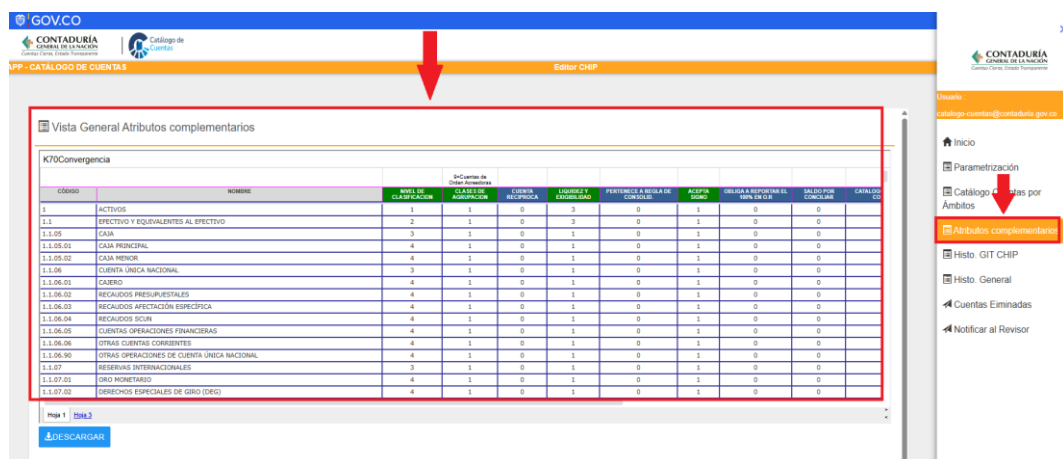 GOV.CO
CONTADURÍA
GENERAL DE LA NACIÓN
Cuentas Claras, Estado Transparente
Catálogo de
Cuentas
APP - CATÁLOGO DE CUENTAS
Editor CHIP
Vista General Atributos complementarios
K70Convergencia
9=Cuentas de
Orden Acreedoras
CÓDIGO NOMBRE NIVEL DE CLASIFICACION CLASES DE AGRUPACION CUENTA RECIPROCA LIQUIDEZ Y EXIGIBILIDAD PERTENECE A REGLA DE CONSOLID. ACEPTA SIGNO OBLIGA A REPORTAR EL 100% EN O.R SALDO POR CONCILIAR CATALOGO CO
1 ACTIVOS 1 1 0 3 0 1 0 0
1.1 EFECTIVO Y EQUIVALENTES AL EFECTIVO 2 1 0 3 0 1 0 0
1.1.05 CAJA 3 1 0 1 0 1 0 0
1.1.05.01 CAJA PRINCIPAL 4 1 0 1 0 1 0 0
1.1.05.02 CAJA MENOR 4 1 0 1 0 1 0 0
1.1.06 CUENTA ÚNICA NACIONAL 3 1 0 1 0 1 0 0
1.1.06.01 CAJERO 4 1 0 1 0 1 0 0
1.1.06.02 RECAUDOS PRESUPUESTALES 4 1 0 1 0 1 0 0
1.1.06.03 RECAUDOS AFECTACIÓN ESPECÍFICA 4 1 0 1 0 1 0 0
1.1.06.04 RECAUDOS SCUN 4 1 0 1 0 1 0 0
1.1.06.05 CUENTAS OPERACIONES FINANCIERAS 4 1 0 1 0 1 0 0
1.1.06.06 OTRAS CUENTAS CORRIENTES 4 1 0 1 0 1 0 0
1.1.06.90 OTRAS OPERACIONES DE CUENTA ÚNICA NACIONAL 4 1 0 1 0 1 0 0
1.1.07 RESERVAS INTERNACIONALES 3 1 0 1 0 1 0 0
1.1.07.01 ORO MONETARIO 4 1 0 1 0 1 0 0
1.1.07.02 DERECHOS ESPECIALES DE GIRO (DEG) 4 1 0 1 0 1 0 0
Hoja 1 Hoja 3
DESCARGAR
CONTADURÍA
GENERAL DE LA NACIÓN
Cuentas Claras, Estado Transparente
Usuario :
catalogo-cuentas@contaduria.gov.co
Inicio
Parametrización
Catálogo Cuentas por
Ámbitos
Atributos complementarios
Histo. GIT CHIP
Histo. General
Cuentas Eiminadas
Notificar al Revisor